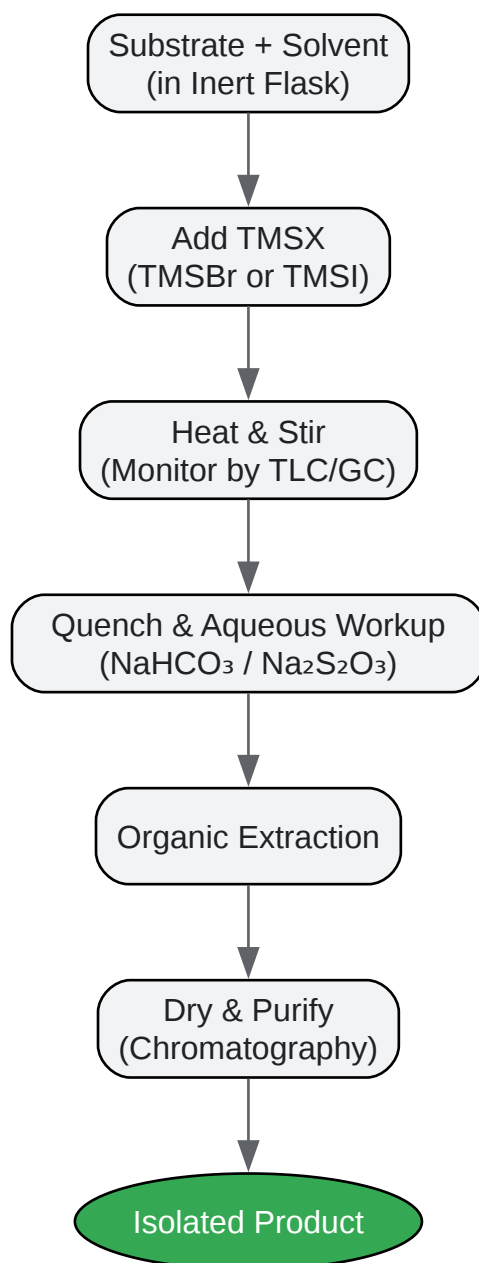 Substrate + Solvent
(in Inert Flask)
Add TMSX
(TMSBr or TMSI)
Heat & Stir
(Monitor by TLC/GC)
Quench & Aqueous Workup
(NaHCO₃ / Na₂S₂O₃)
Organic Extraction
Dry & Purify
(Chromatography)
Isolated Product